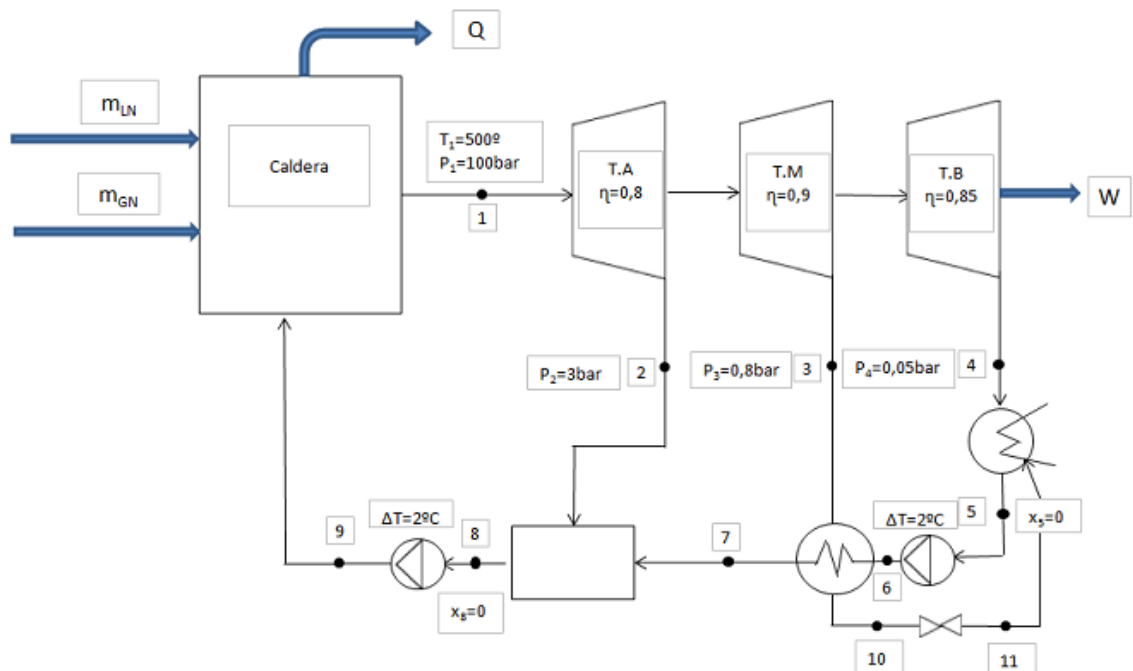 Q
m_LN
Caldera
m_GN
T₁=500º
P₁=100bar
1
T.A
η=0,8
T.M
η=0,9
T.B
η=0,85
W
P₂=3bar
2
P₃=0,8bar
3
P₄=0,05bar
4
ΔT=2ºC
9
8
x₈=0
7
ΔT=2ºC
5
x₅=0
6
10
11